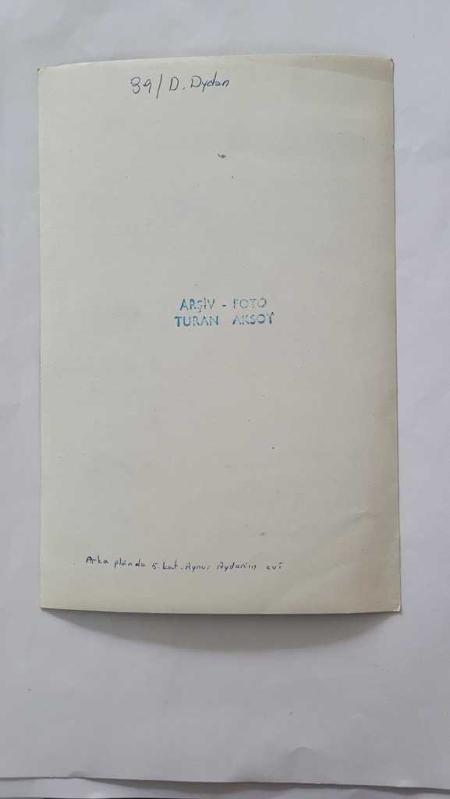 39/D. Aydan
ARŞİV - FOTO
TURAN AKSOY
Arka planda 5. kat. Aynur Aydan'ın evi